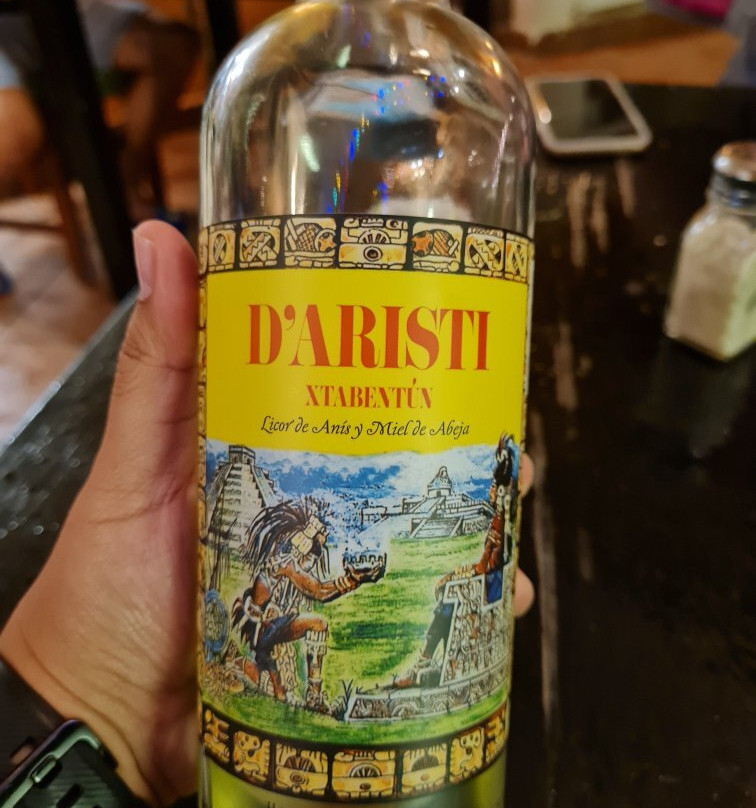 D'ARISTI
XTABENTÚN
Licor de Anís y Miel de Abeja